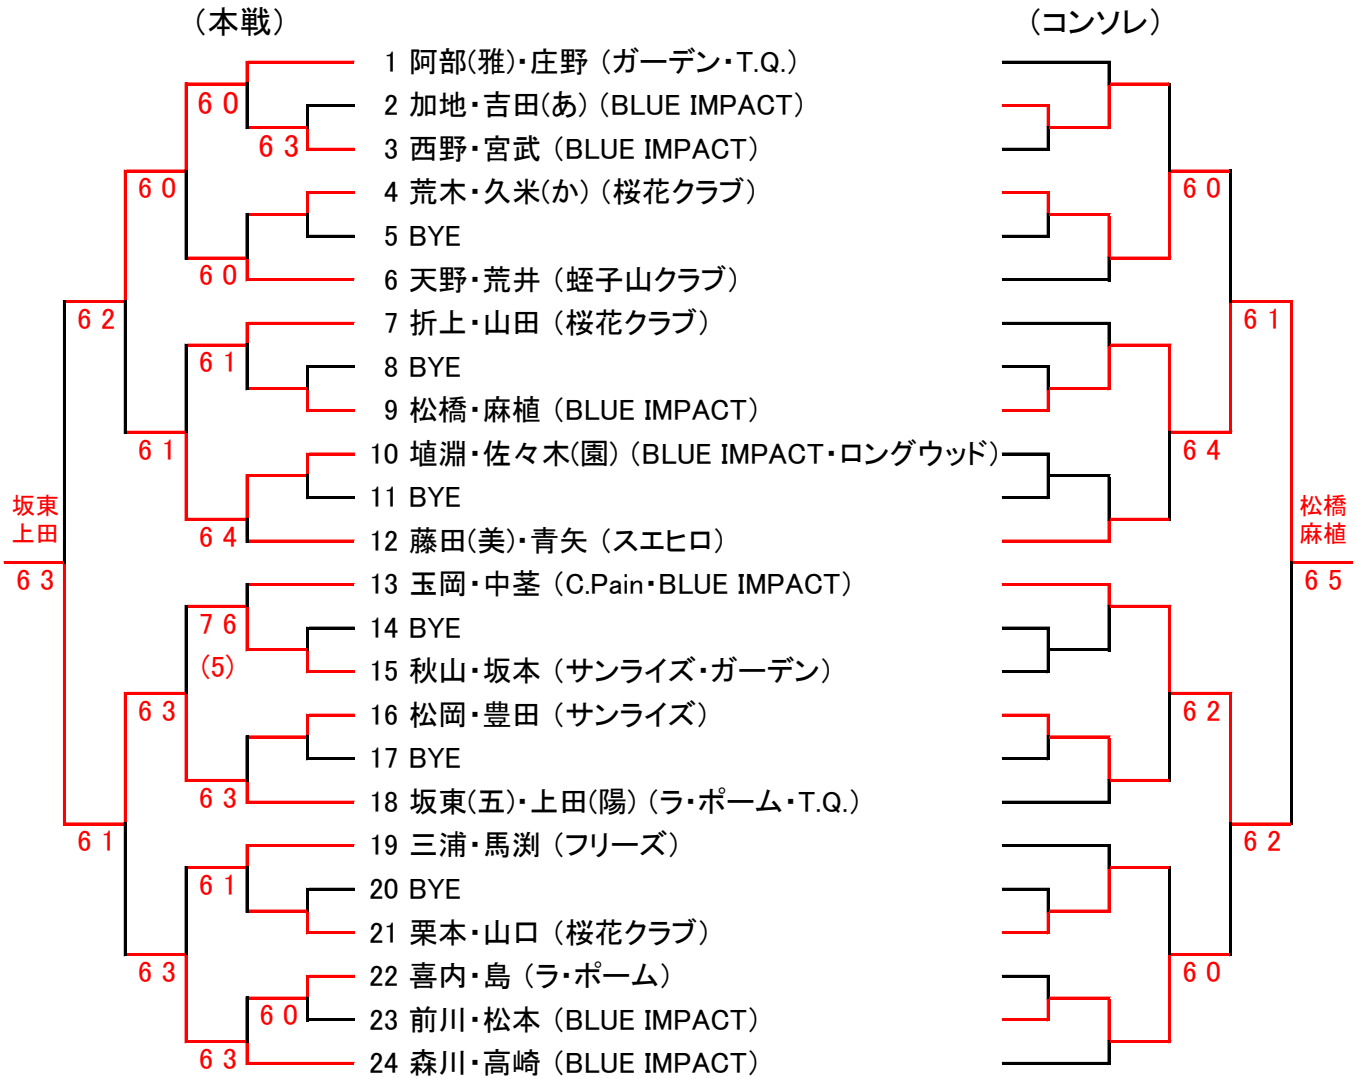 (本戦)
(コンソレ)
1 阿部(雅)・庄野 (ガーデン・T.Q.)
6 0
2 加地・吉田(あ) (BLUE IMPACT)
6 3
3 西野・宮武 (BLUE IMPACT)
6 0
4 荒木・久米(か) (桜花クラブ)
6 0
5 BYE
6 0
6 天野・荒井 (蛭子山クラブ)
6 2
7 折上・山田 (桜花クラブ)
6 1
6 1
8 BYE
9 松橋・麻植 (BLUE IMPACT)
6 1
10 埴淵・佐々木(園) (BLUE IMPACT・ロングウッド)
6 4
11 BYE
坂東
上田
松橋
麻植
6 4
12 藤田(美)・青矢 (スエヒロ)
6 3
13 玉岡・中茎 (C.Pain・BLUE IMPACT)
6 5
7 6
14 BYE
(5)
15 秋山・坂本 (サンライズ・ガーデン)
6 3
16 松岡・豊田 (サンライズ)
6 2
17 BYE
6 3
18 坂東(五)・上田(陽) (ラ・ポーム・T.Q.)
6 1
19 三浦・馬渕 (フリーズ)
6 2
6 1
20 BYE
21 栗本・山口 (桜花クラブ)
6 3
22 喜内・島 (ラ・ポーム)
6 0
6 0
23 前川・松本 (BLUE IMPACT)
6 3
24 森川・高崎 (BLUE IMPACT)